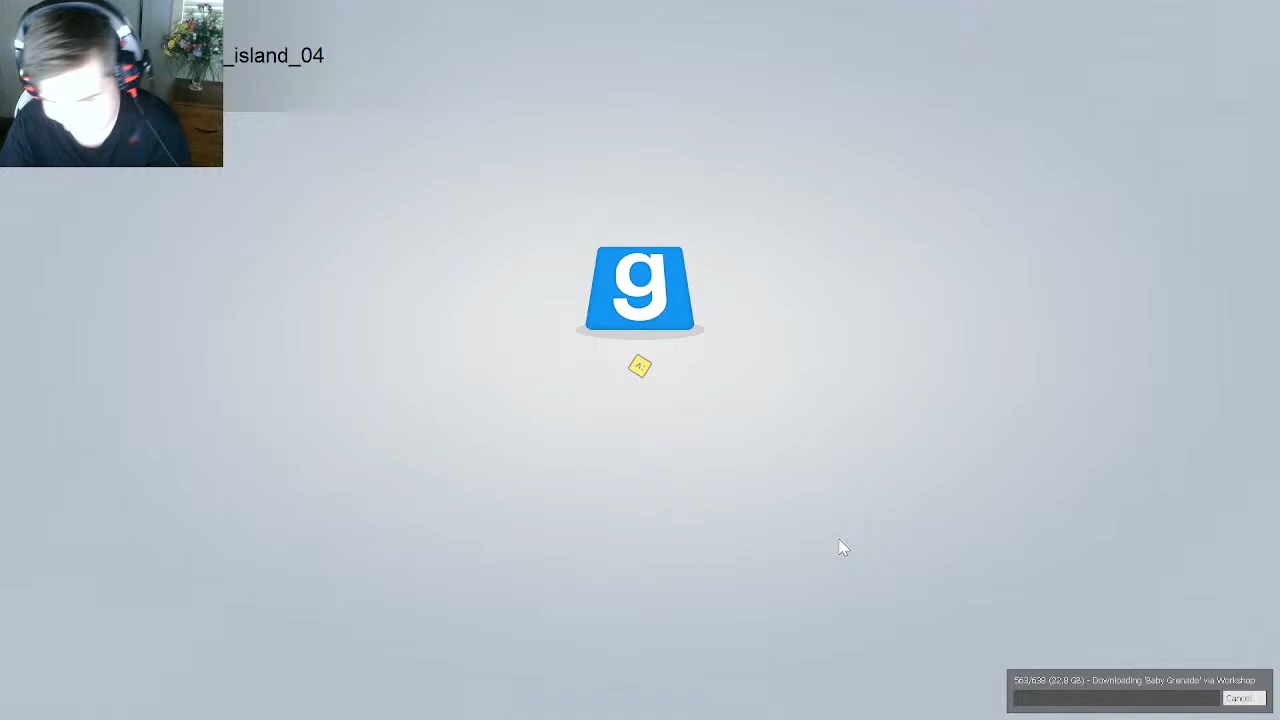 _island_04
g
A:
563/638 (22.8 GB) - Downloading 'Baby Grenade' via Workshop
Cancel